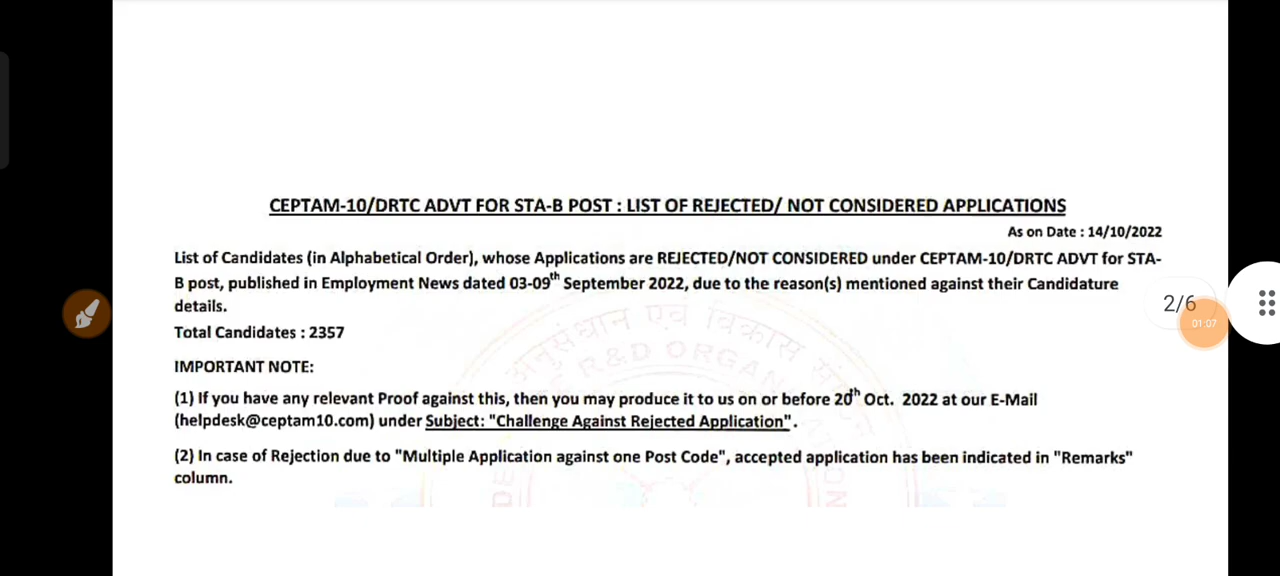 CEPTAM-10/DRTC ADVT FOR STA-B POST : LIST OF REJECTED/ NOT CONSIDERED APPLICATIONS
As on Date : 14/10/2022
List of Candidates (in Alphabetical Order), whose Applications are REJECTED/NOT CONSIDERED under CEPTAM-10/DRTC ADVT for STA-
B post, published in Employment News dated 03-09th September 2022, due to the reason(s) mentioned against their Candidature
details.
2/6
01:07
Total Candidates : 2357
अनुसंधान एवं विकास
R&D ORGAN
IMPORTANT NOTE:
(1) If you have any relevant Proof against this, then you may produce it to us on or before 20th Oct. 2022 at our E-Mail
(helpdesk@ceptam10.com) under Subject: "Challenge Against Rejected Application".
(2) In case of Rejection due to "Multiple Application against one Post Code", accepted application has been indicated in "Remarks"
column.